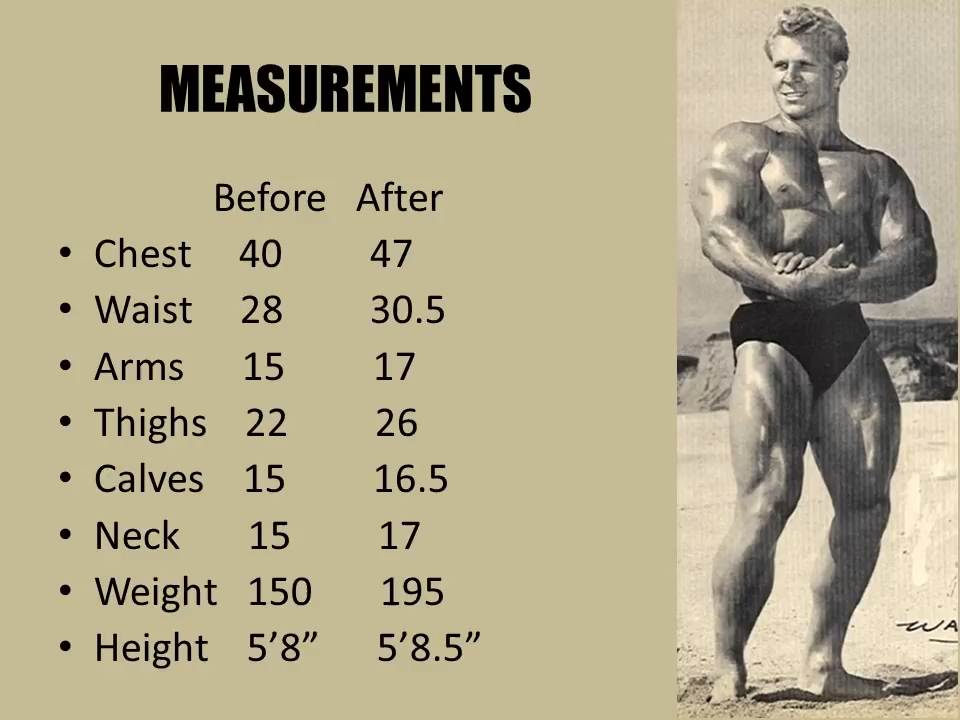 MEASUREMENTS
Before After
• Chest 40 47
• Waist 28 30.5
• Arms 15 17
• Thighs 22 26
• Calves 15 16.5
• Neck 15 17
• Weight 150 195
• Height 5’8” 5’8.5”
WA